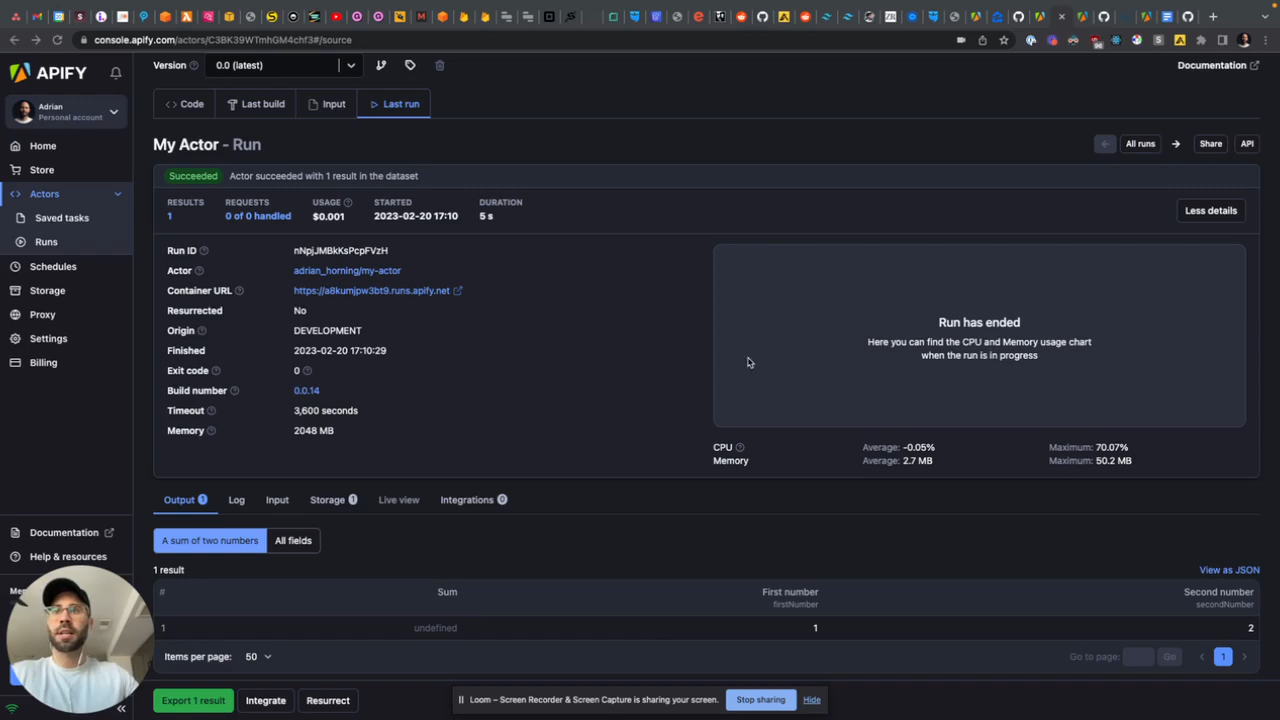 console.apify.com/actors/C3BK39WTmhGM4chf3#/source
APIFY
Adrian
Personal account
Home
Store
Actors
Saved tasks
Runs
Schedules
Storage
Proxy
Settings
Billing
Documentation
Help & resources
Version
0.0 (latest)
Documentation
Code
Last build
Input
Last run
My Actor - Run
All runs
Share
API
Succeeded
Actor succeeded with 1 result in the dataset
RESULTS REQUESTS USAGE STARTED DURATION
1 0 of 0 handled $0.001 2023-02-20 17:10 5 s
Less details
Run ID nNpjJMBkKsPcpFVzH
Actor adrian_horning/my-actor
Container URL https://a8kumjpw3bt9.runs.apify.net
Resurrected No
Origin DEVELOPMENT
Finished 2023-02-20 17:10:29
Exit code 0
Build number 0.0.14
Timeout 3,600 seconds
Memory 2048 MB
Run has ended
Here you can find the CPU and Memory usage chart
when the run is in progress
CPU Average: -0.05% Maximum: 70.07%
Memory Average: 2.7 MB Maximum: 50.2 MB
Output 1
Log
Input
Storage 1
Live view
Integrations 0
A sum of two numbers
All fields
1 result
View as JSON
# Sum First number Second number
firstNumber secondNumber
1 undefined 1 2
Items per page: 50
Go to page: Go 1
Export 1 result
Integrate
Resurrect
Loom – Screen Recorder & Screen Capture is sharing your screen.
Stop sharing
Hide